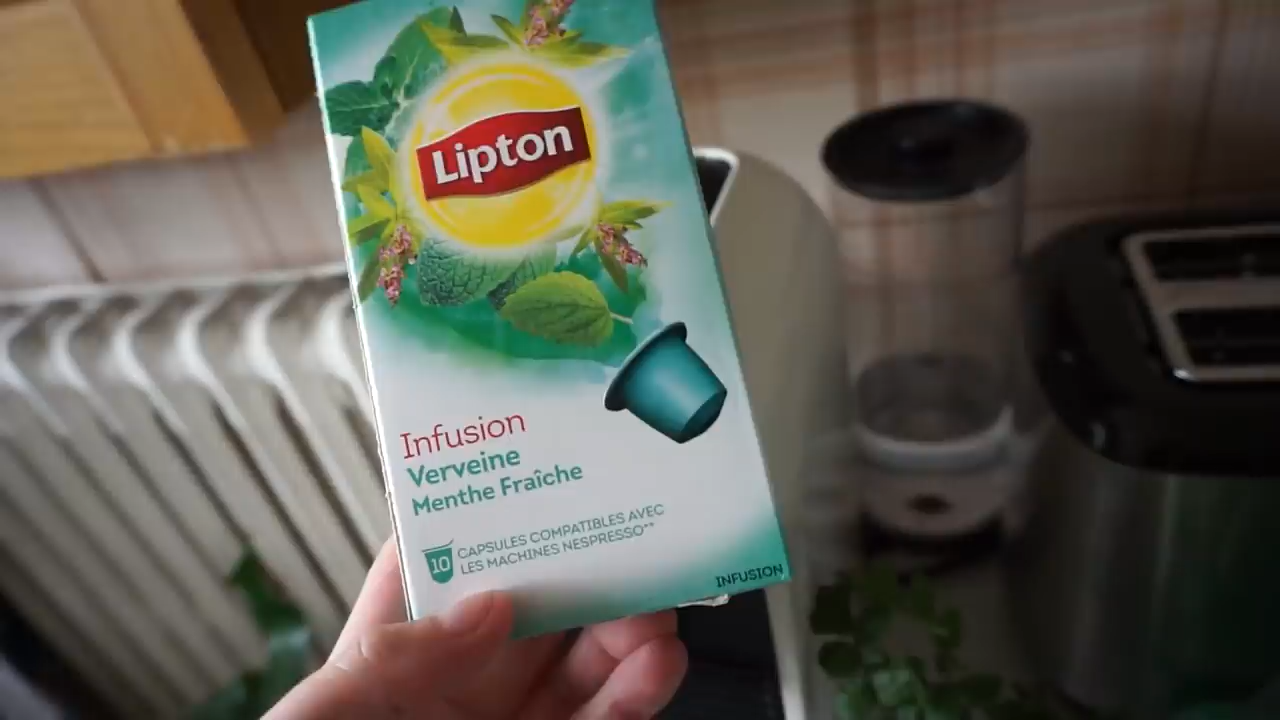 Lipton
Infusion
Verveine
Menthe Fraîche
10
CAPSULES COMPATIBLES AVEC
LES MACHINES NESPRESSO**
INFUSION